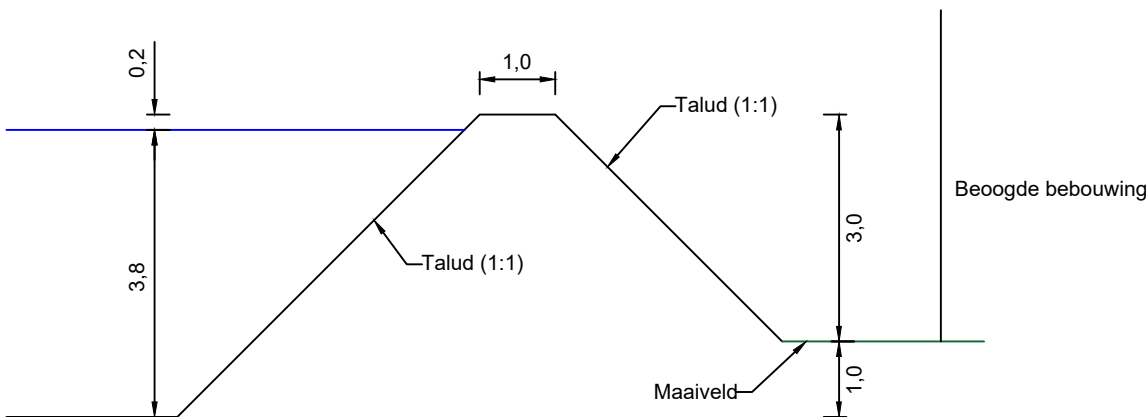 0,2
1,0
Talud (1:1)
Beoogde bebouwing
3,0
Talud (1:1)
3,8
Maaiveld
1,0